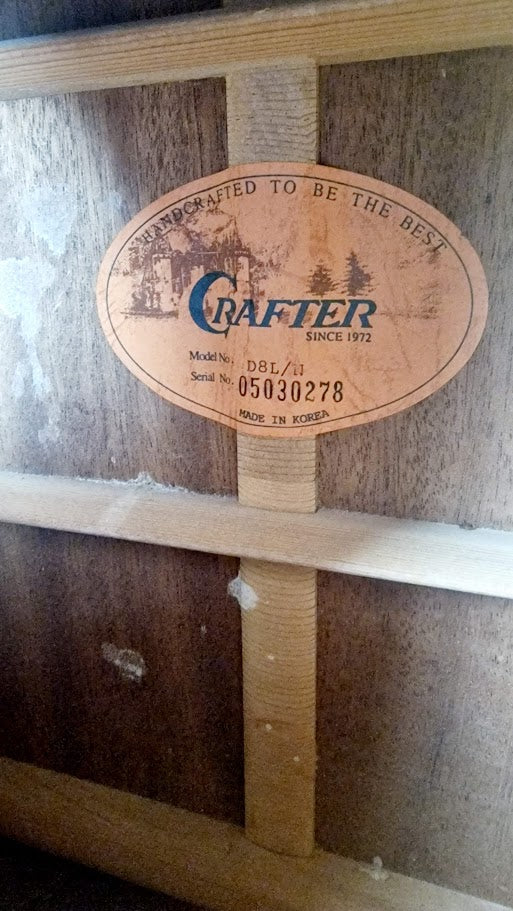 HANDCRAFTED TO BE THE BEST
CRAFTER
SINCE 1972
Model No. D8L/N
Serial No. 05030278
MADE IN KOREA